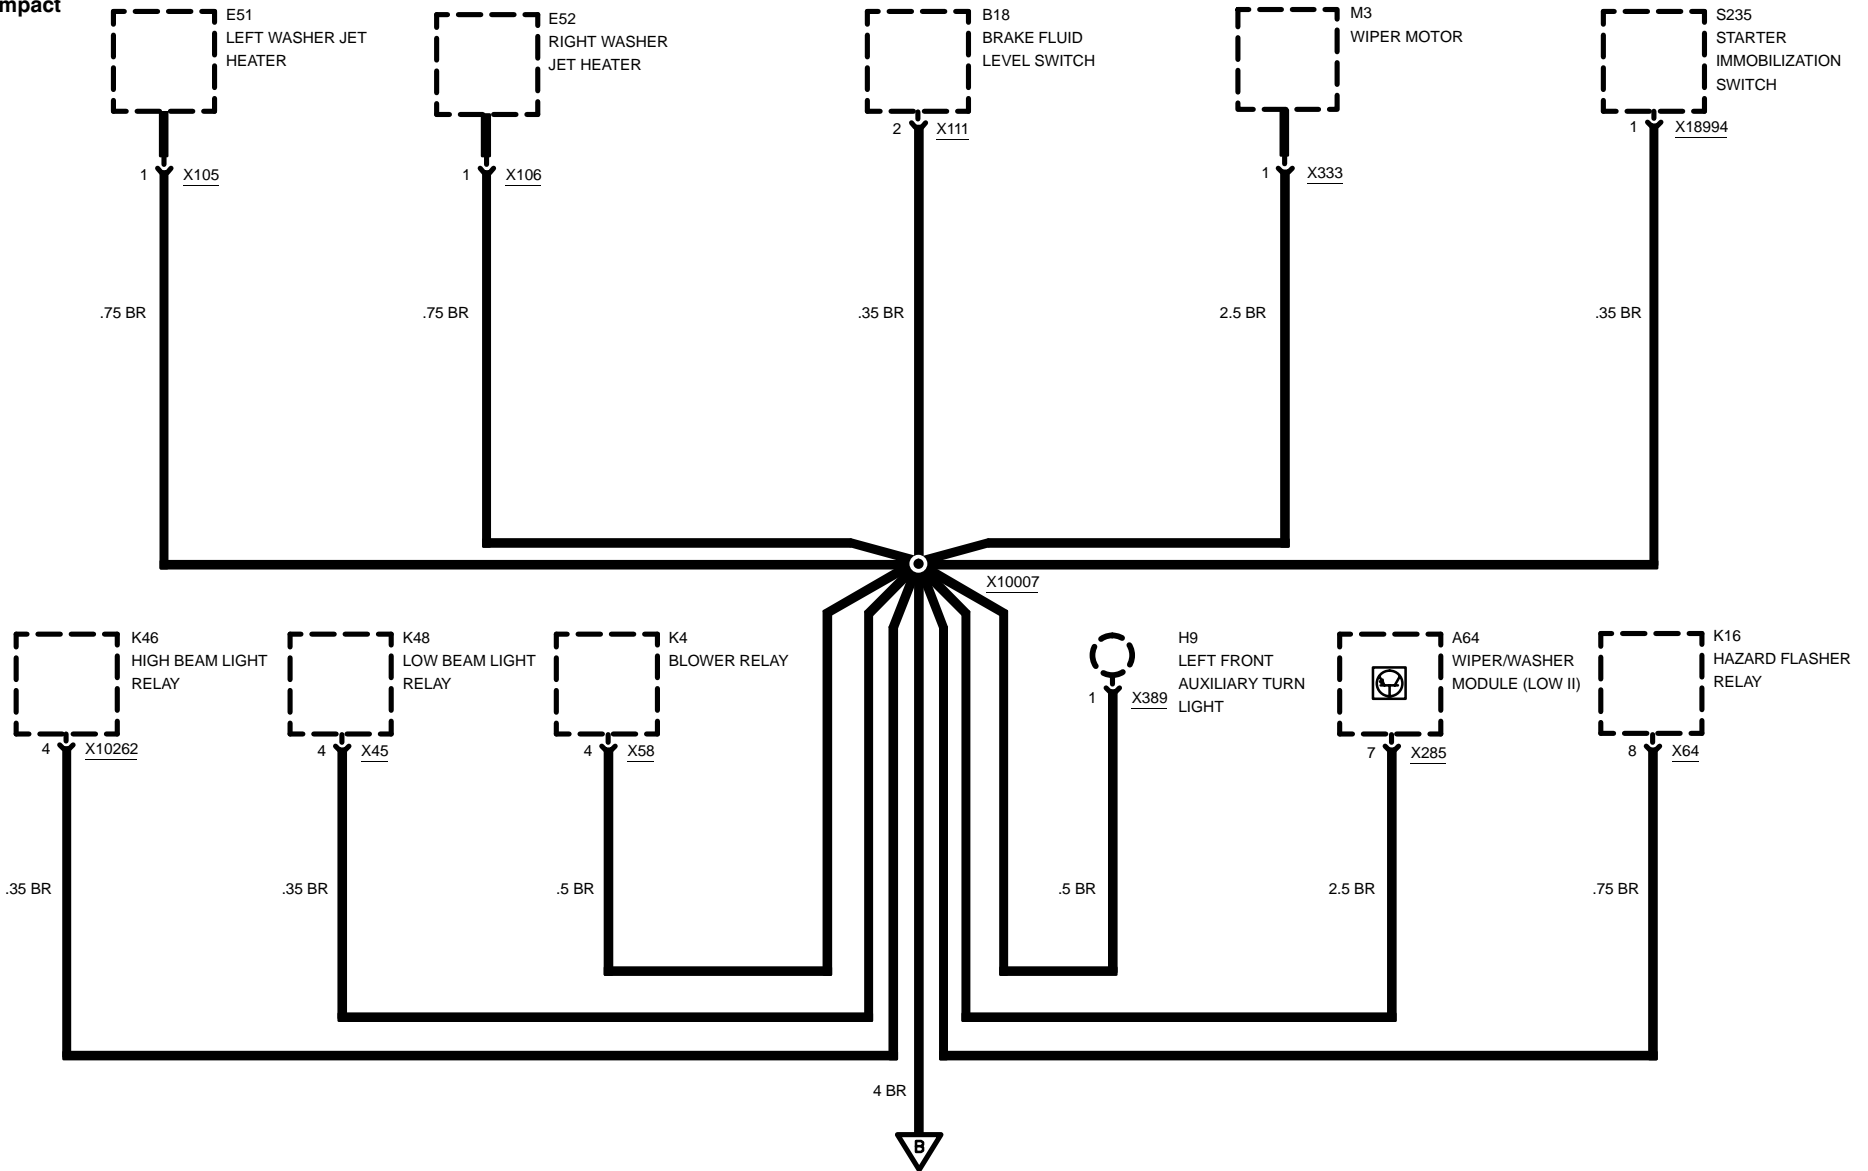 mpact
E51
LEFT WASHER JET
HEATER
1 X105
.75 BR
E52
RIGHT WASHER
JET HEATER
1 X106
.75 BR
B18
BRAKE FLUID
LEVEL SWITCH
2 X111
.35 BR
M3
WIPER MOTOR
1 X333
2.5 BR
S235
STARTER
IMMOBILIZATION
SWITCH
1 X18994
.35 BR
X10007
K46
HIGH BEAM LIGHT
RELAY
4 X10262
.35 BR
K48
LOW BEAM LIGHT
RELAY
4 X45
.35 BR
K4
BLOWER RELAY
4 X58
.5 BR
H9
LEFT FRONT
AUXILIARY TURN
LIGHT
1 X389
.5 BR
A64
WIPER/WASHER
MODULE (LOW II)
7 X285
2.5 BR
K16
HAZARD FLASHER
RELAY
8 X64
.75 BR
4 BR
B